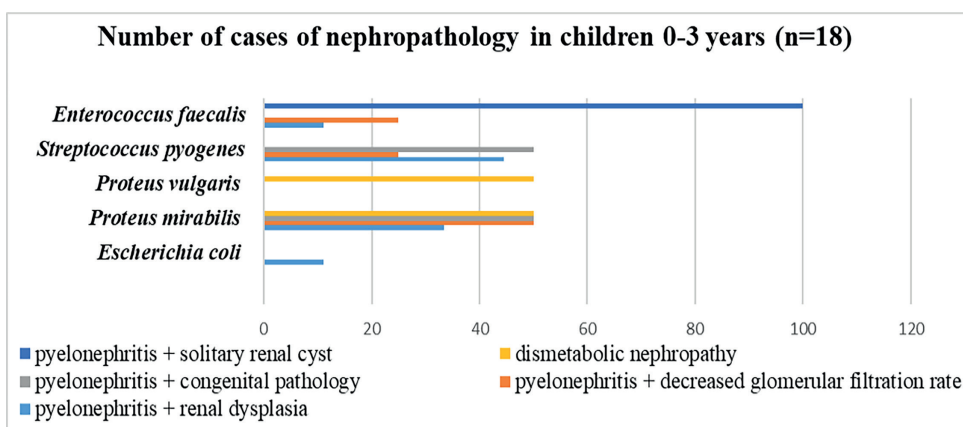 Number of cases of nephropathology in children 0-3 years (n=18)
Enterococcus faecalis
Streptococcus pyogenes
Proteus vulgaris
Proteus mirabilis
Escherichia coli
0 20 40 60 80 100 120
pyelonephritis + solitary renal cyst dismetabolic nephropathy
pyelonephritis + congenital pathology pyelonephritis + decreased glomerular filtration rate
pyelonephritis + renal dysplasia